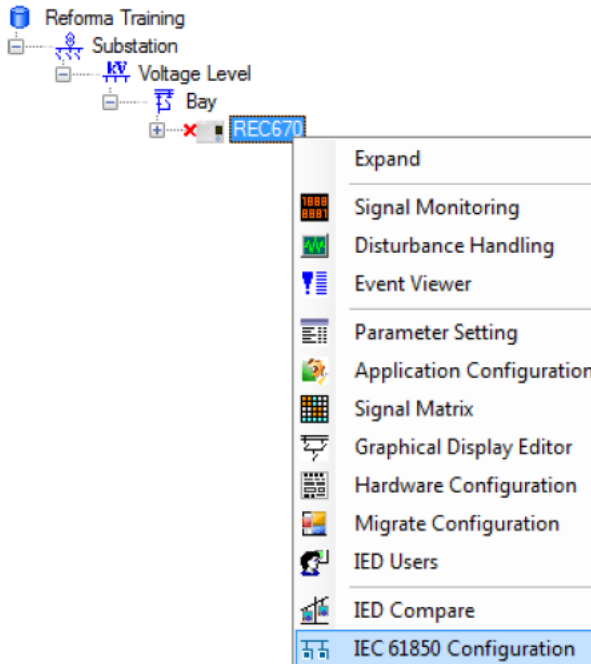 Reforma Training
Substation
kV Voltage Level
Bay
REC670
Expand
Signal Monitoring
Disturbance Handling
Event Viewer
Parameter Setting
Application Configuration
Signal Matrix
Graphical Display Editor
Hardware Configuration
Migrate Configuration
IED Users
IED Compare
IEC 61850 Configuration